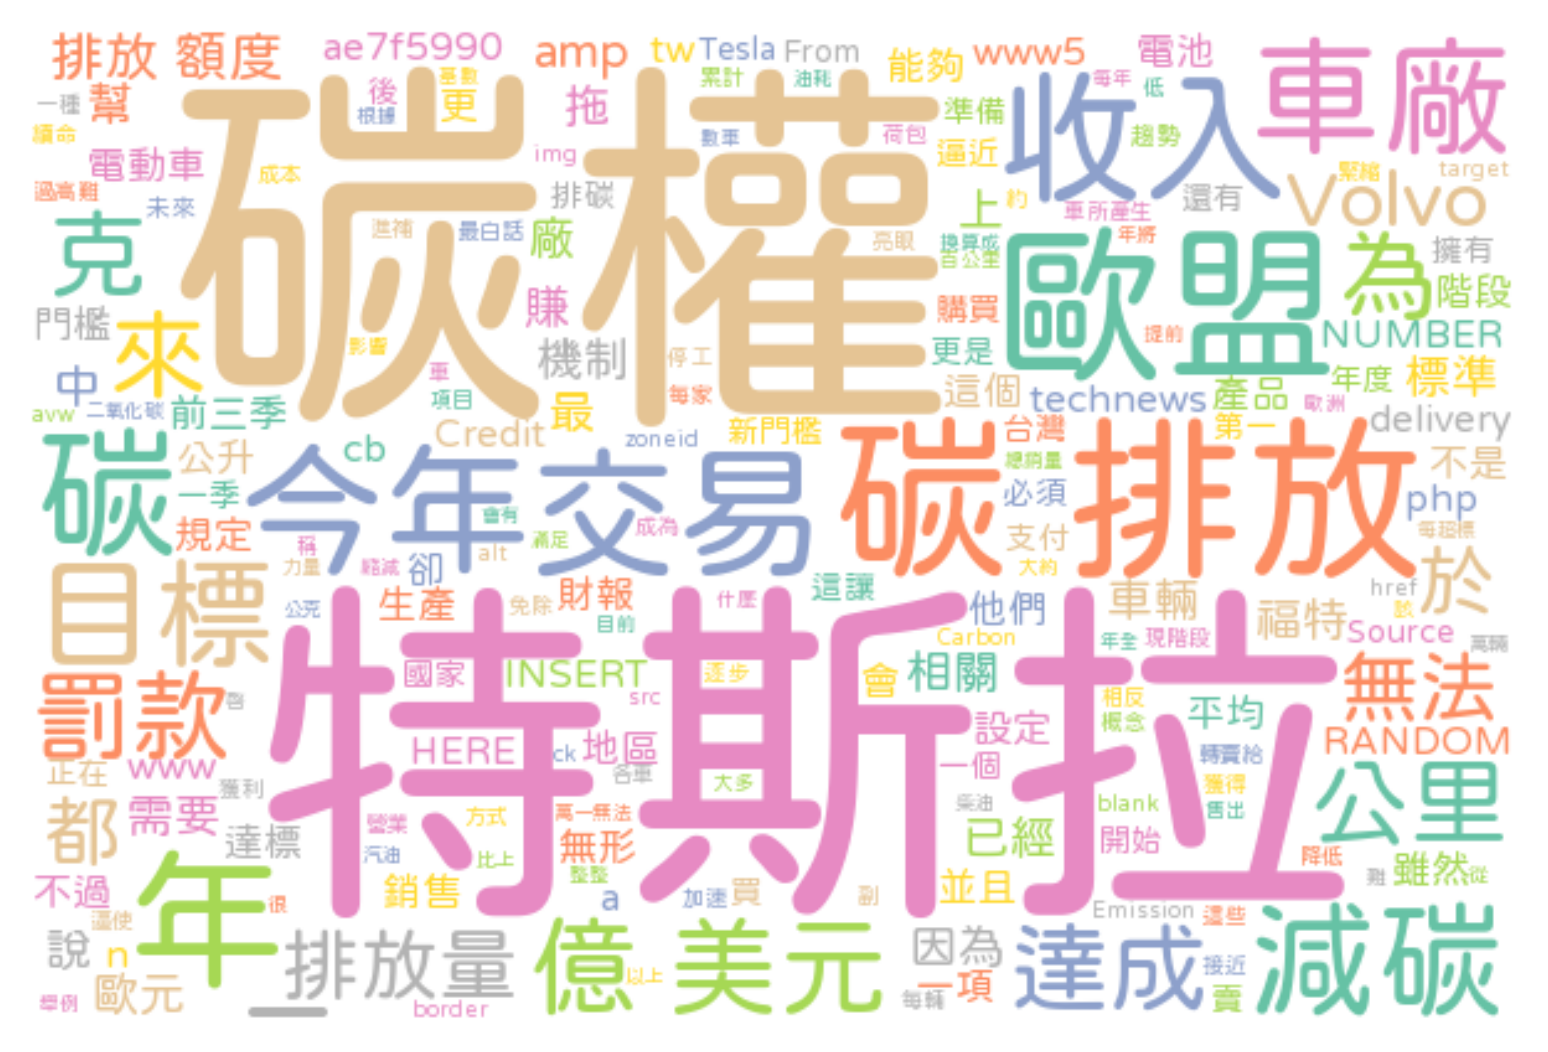 排放 額度 ae7f5990 amp tw Tesla From 能夠 www5 電池 車廠
一種 幫 後 根據 基數 更 拖 累計 油耗 準備 每年 低
續命 電動車 成本 img 數軍 荷包 逼近 收入 趨勢 緊縮 target
過高難 未來 排碳 碳權 上 約 車所產生 還有 Volvo
克 進補 最白話 廠 亮眼 換算成 百公里 年將 歐盟 為 擁有
門檻 來 影響 賺 機制 停工 購買 更是 提前 階段 NUMBER
中 車 項目 每家 這個 technews 產品 年度 歐洲 標準
avw 二氧化碳 前三季 Credit 最 zoneid 新門檻 台灣 第一 delivery
碳 公升 cb 今年交易 碳排放 總銷量 不是
一季 規定 稱 會有 成為 必須 php
力量 縮減 卻 alt 滿足 支付 大約 每超標
目標 公克 生產 免除 財報 目前 什麼 這讓 他們 車輛 福特 href 該 於
國家 INSERT 逐步 src 會 相關 Carbon 年全 現階段 Source 萬輛
罰款 特斯拉 設定 相反 概念 平均 無法
正在 www HERE ck 地區 各車 大多 一個 轉賣給 RANDOM
都 需要 獲利 達標 營業 方式 萬一無法 柴油 blank 獲得 售出 公里
汽油 比上 無形 已經 開始 降低
不過 年 很 銷售 整整 a 加速 買 副 並且 雖然 從
說 逼使 n 排放量 億 美元 以上 因為 Emission 這些 達成 接近 減碳
舉例 歐元 一 border 每輛 一項 賣